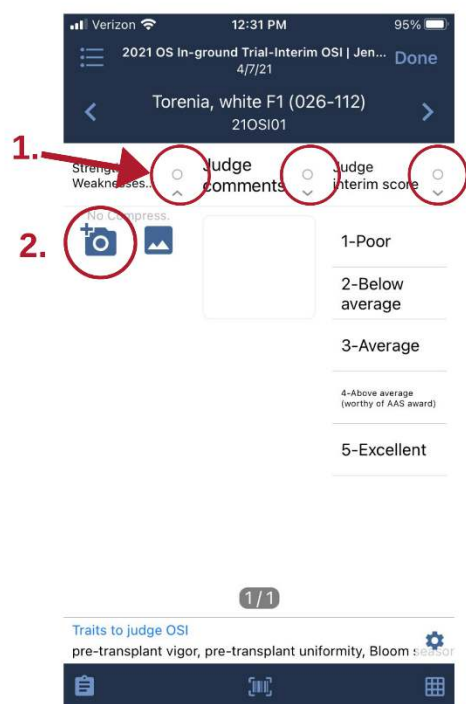 Verizon 12:31 PM 95%
2021 OS In-ground Trial-Interim OSI | Jen... Done
4/7/21
Torenia, white F1 (026-112)
21OSI01
1.
Strength
Weaknesses...
Judge
comments
Judge
interim score
No Compress.
2.
1-Poor
2-Below
average
3-Average
4-Above average
(worthy of AAS award)
5-Excellent
1/1
Traits to judge OSI
pre-transplant vigor, pre-transplant uniformity, Bloom season